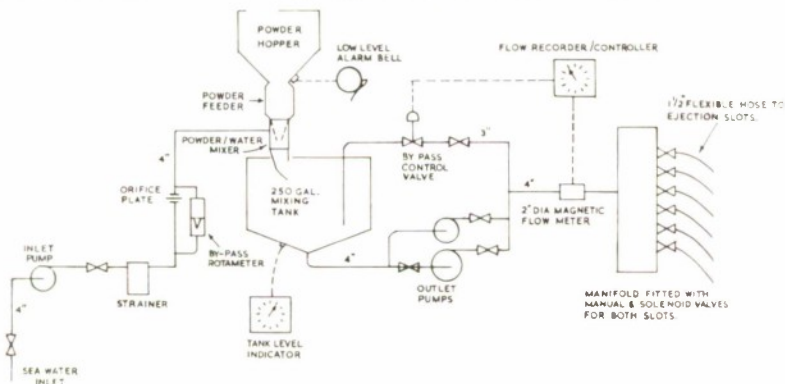 POWDER
HOPPER
LOW LEVEL
ALARM BELL
FLOW RECORDER/CONTROLLER
POWDER
FEEDER
1½" FLEXIBLE HOSE TO
EJECTION SLOTS.
POWDER/WATER
MIXER
3"
4"
BY PASS
CONTROL
VALVE
250 GAL.
MIXING
TANK
ORIFICE
PLATE
4"
2" DIA MAGNETIC
FLOW METER
INLET
PUMP
BY-PASS
ROTAMETER
4"
OUTLET
PUMPS
STRAINER
4"
MANIFOLD FITTED WITH
MANUAL & SOLENOID VALVES
FOR BOTH SLOTS.
TANK LEVEL
INDICATOR
SEA WATER
INLET